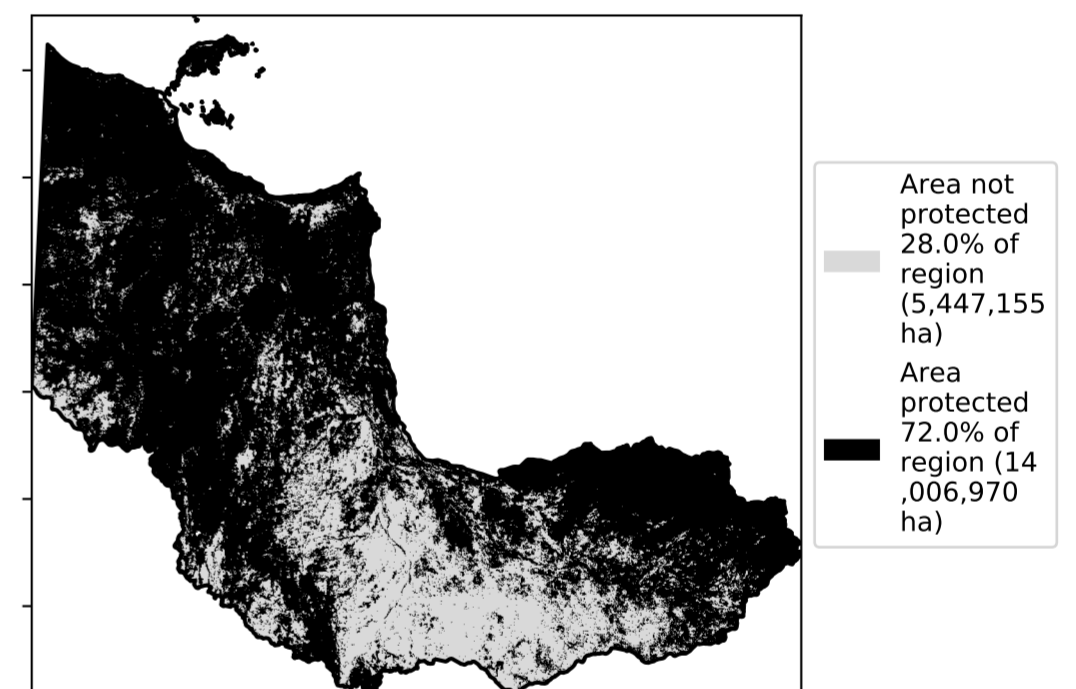 Area not
protected
28.0% of
region
(5,447,155
ha)
Area
protected
72.0% of
region (14
,006,970
ha)